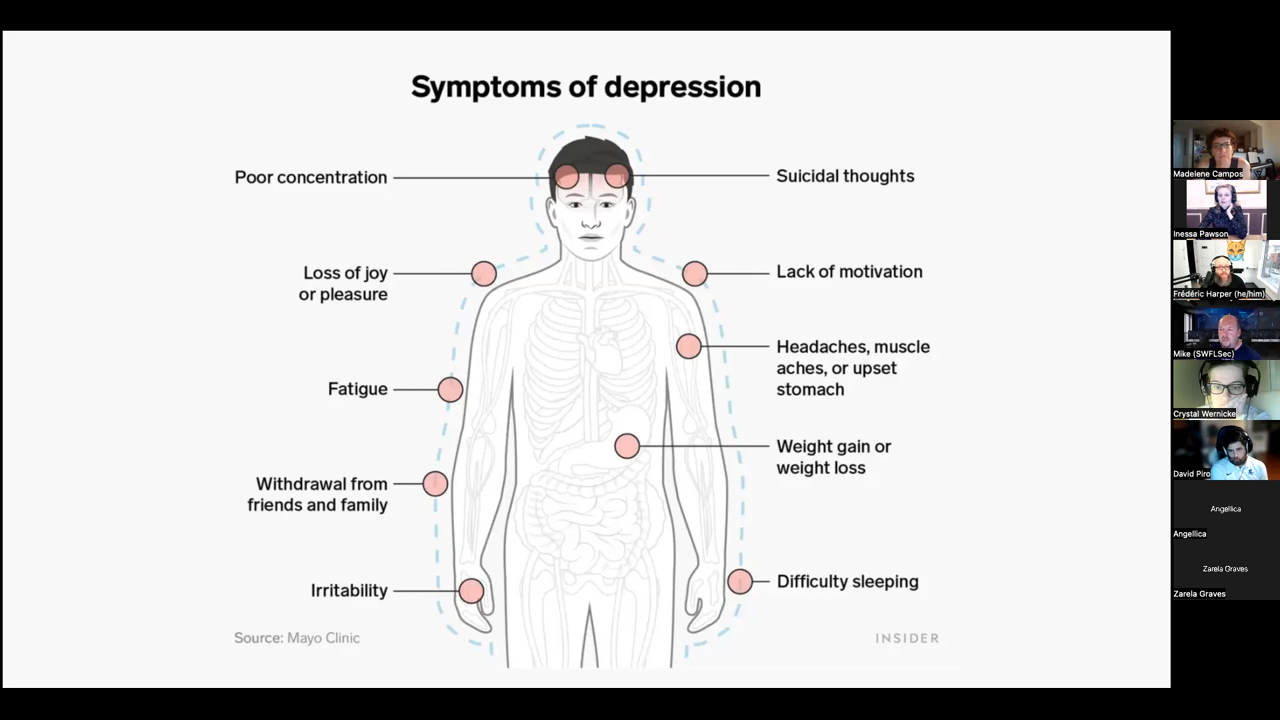 Symptoms of depression
Poor concentration
Suicidal thoughts
Loss of joy
or pleasure
Lack of motivation
Headaches, muscle
aches, or upset
stomach
Fatigue
Weight gain or
weight loss
Withdrawal from
friends and family
Irritability
Difficulty sleeping
Source: Mayo Clinic
INSIDER
Madelene Campos
Inessa Pawson
Frédéric Harper (he/him)
Mike (SWFLSec)
Crystal Wernicke
David Piro
Angellica
Angellica
Zarela Graves
Zarela Graves